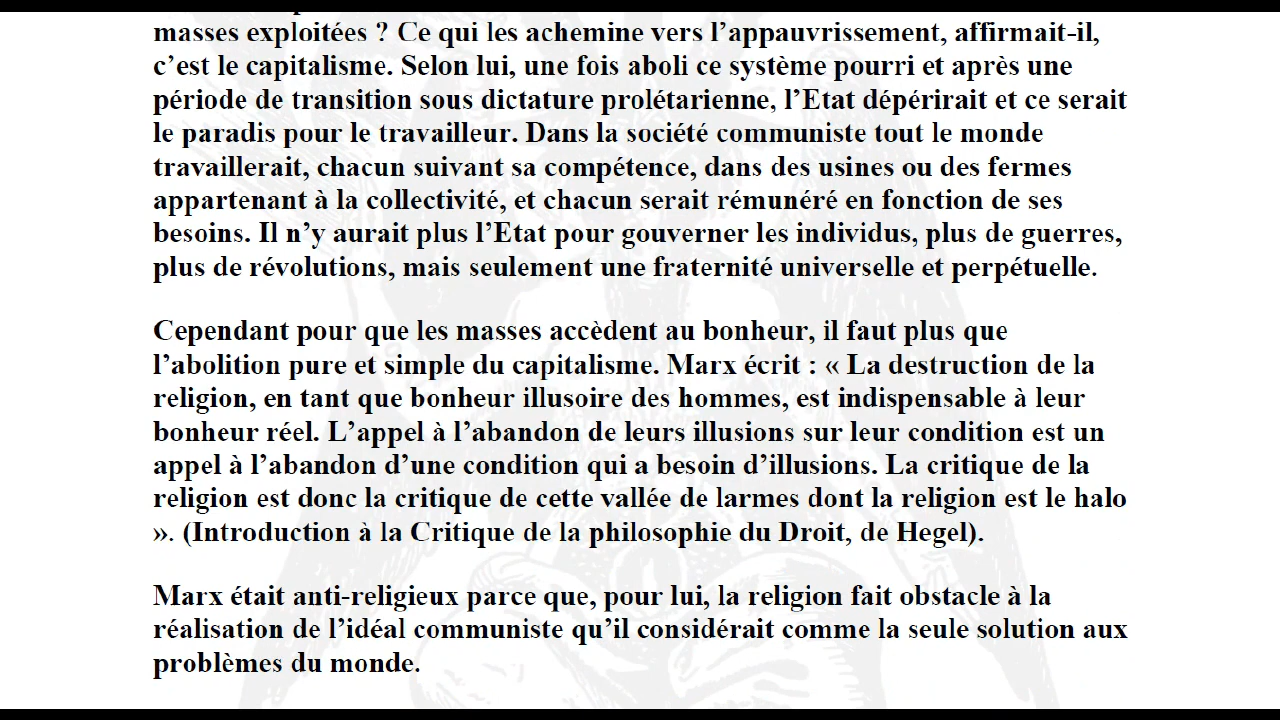 masses exploitées ? Ce qui les achemine vers l’appauvrissement, affirmait-il,
c’est le capitalisme. Selon lui, une fois aboli ce système pourri et après une
période de transition sous dictature prolétarienne, l’Etat dépérirait et ce serait
le paradis pour le travailleur. Dans la société communiste tout le monde
travaillerait, chacun suivant sa compétence, dans des usines ou des fermes
appartenant à la collectivité, et chacun serait rémunéré en fonction de ses
besoins. Il n’y aurait plus l’Etat pour gouverner les individus, plus de guerres,
plus de révolutions, mais seulement une fraternité universelle et perpétuelle.
Cependant pour que les masses accèdent au bonheur, il faut plus que
l’abolition pure et simple du capitalisme. Marx écrit : « La destruction de la
religion, en tant que bonheur illusoire des hommes, est indispensable à leur
bonheur réel. L’appel à l’abandon de leurs illusions sur leur condition est un
appel à l’abandon d’une condition qui a besoin d’illusions. La critique de la
religion est donc la critique de cette vallée de larmes dont la religion est le halo
». (Introduction à la Critique de la philosophie du Droit, de Hegel).
Marx était anti-religieux parce que, pour lui, la religion fait obstacle à la
réalisation de l’idéal communiste qu’il considérait comme la seule solution aux
problèmes du monde.